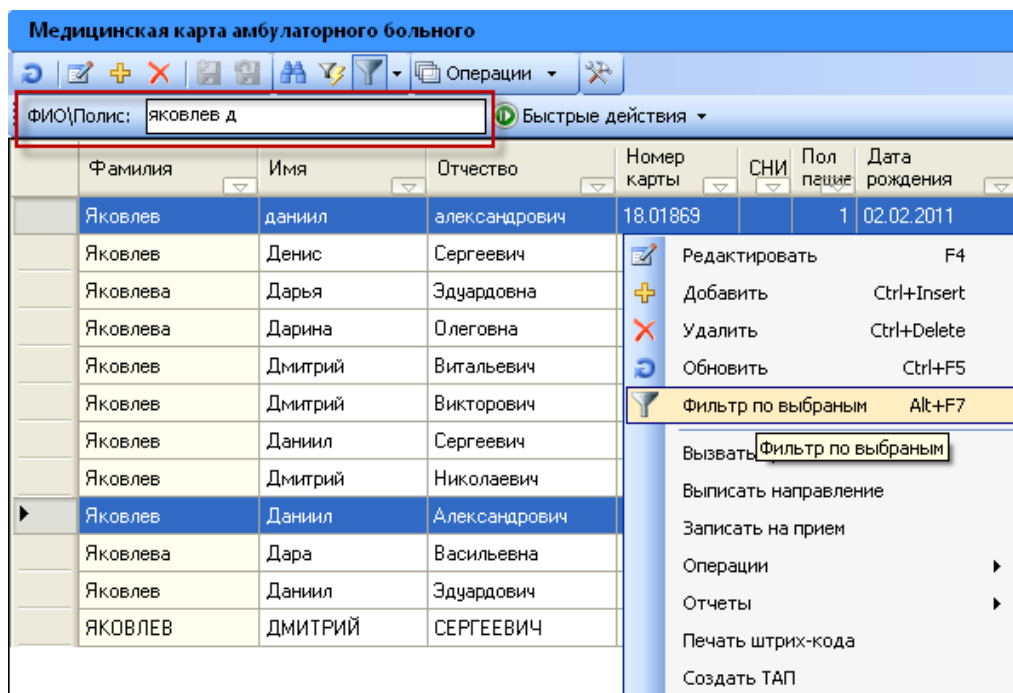 Медицинская карта амбулаторного больного
Операции
ФИО\Полис: яковлев д Быстрые действия
Фамилия Имя Отчество Номер карты СНИ Пол пацие Дата рождения
Яковлев даниил александрович 18.01869 1 02.02.2011
Яковлев Денис Сергеевич Редактировать F4
Яковлева Дарья Эдуардовна Добавить Ctrl+Insert
Яковлева Дарина Олеговна Удалить Ctrl+Delete
Яковлев Дмитрий Витальевич Обновить Ctrl+F5
Яковлев Дмитрий Викторович Фильтр по выбраным Alt+F7
Яковлев Даниил Сергеевич Вызвать Фильтр по выбраным
Яковлев Дмитрий Николаевич Выписать направление
Яковлев Даниил Александрович Записать на прием
Яковлева Дара Васильевна Операции
Яковлев Даниил Эдуардович Отчеты
ЯКОВЛЕВ ДМИТРИЙ СЕРГЕЕВИЧ Печать штрих-кода
Создать ТАП